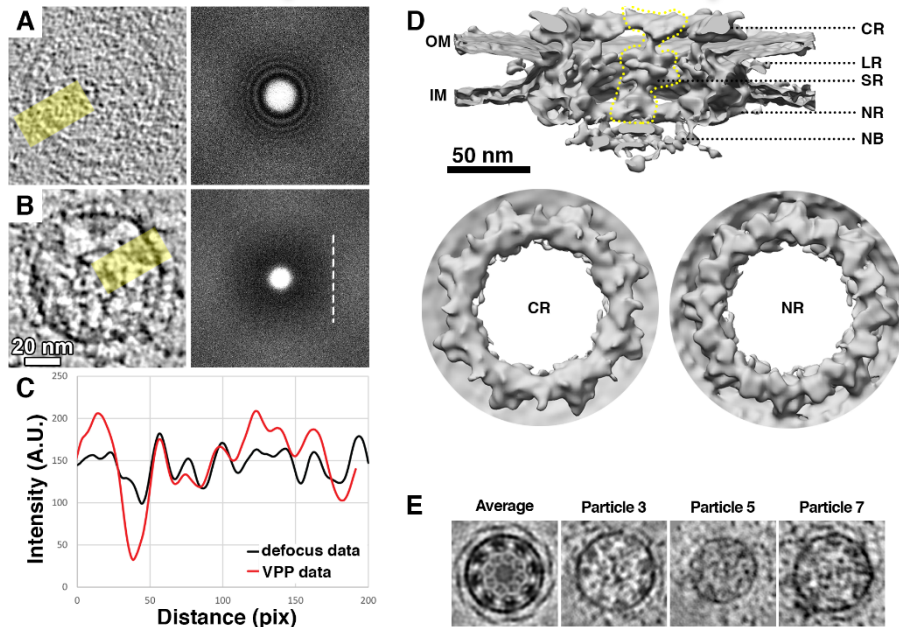 A
B
20 nm
C
Intensity (A.U.)
250
200
150
100
50
0
0 50 100 150 200
defocus data
VPP data
Distance (pix)
D
OM
IM
CR
LR
SR
NR
NB
50 nm
CR
NR
E
Average Particle 3 Particle 5 Particle 7